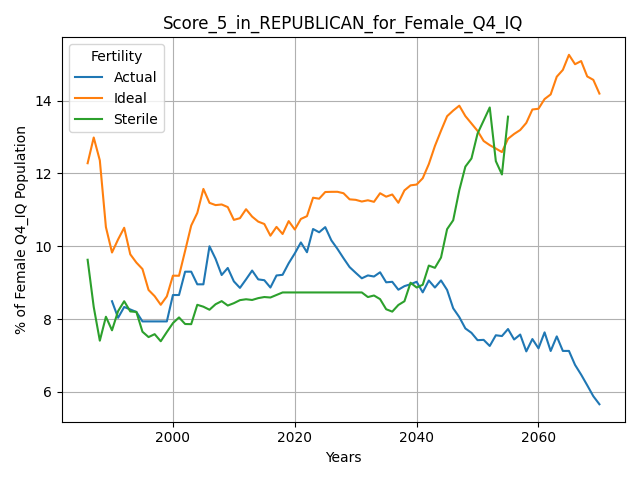 Score_5_in_REPUBLICAN_for_Female_Q4_IQ
Fertility
Actual
Ideal
Sterile
% of Female Q4_IQ Population
14
12
10
8
6
2000 2020 2040 2060
Years